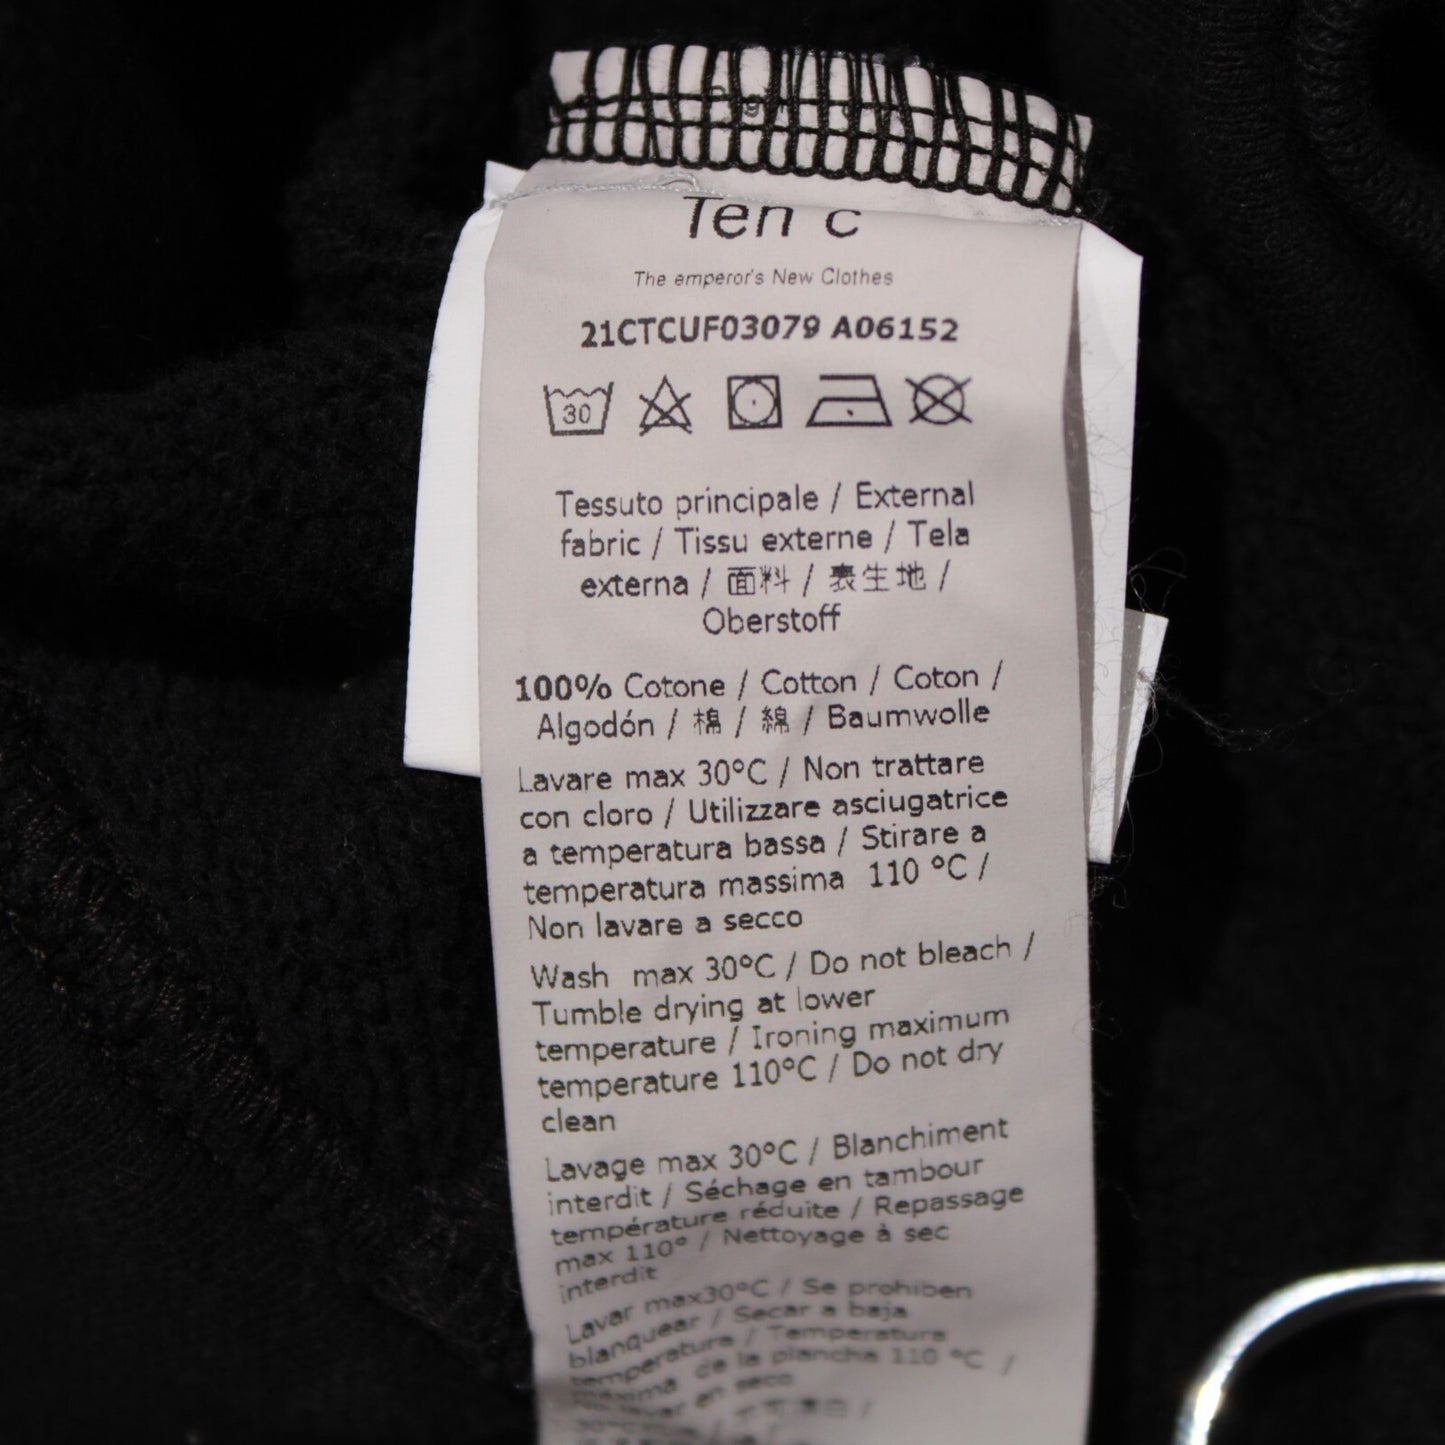 Ten c
The emperor's New Clothes
21CTCUF03079 A06152
30
Tessuto principale / External
fabric / Tissu externe / Tela
externa / 面料 / 表生地 /
Oberstoff
100% Cotone / Cotton / Coton /
Algodón / 棉 / 綿 / Baumwolle
Lavare max 30°C / Non trattare
con cloro / Utilizzare asciugatrice
a temperatura bassa / Stirare a
temperatura massima 110 °C /
Non lavare a secco
Wash max 30°C / Do not bleach /
Tumble drying at lower
temperature / Ironing maximum
temperature 110°C / Do not dry
clean
Lavage max 30°C / Blanchiment
interdit / Séchage en tambour
température réduite / Repassage
max 110° / Nettoyage à sec
interdit
Lavar max30°C / Se prohiben
blanquear / Secar a baja
temperatura / Temperatura
máxima de la plancha 110 °C /
No lavar en seco